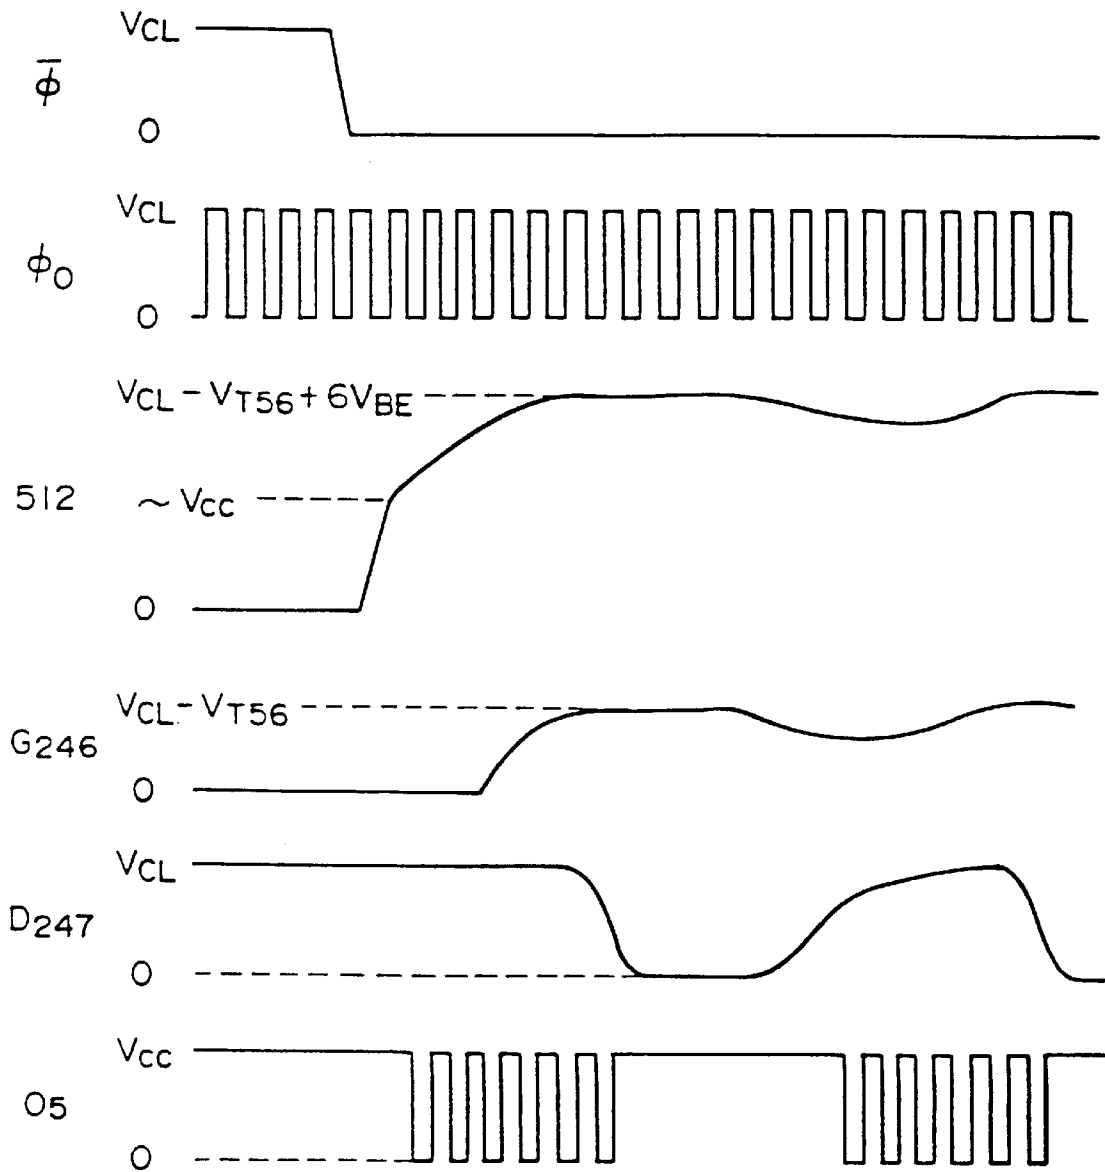 VCL
φ̅
0
VCL
φ0
0
VCL - VT56 + 6VBE
512
~ VCC
0
VCL - VT56
G246
0
VCL
D247
0
VCC
O5
0